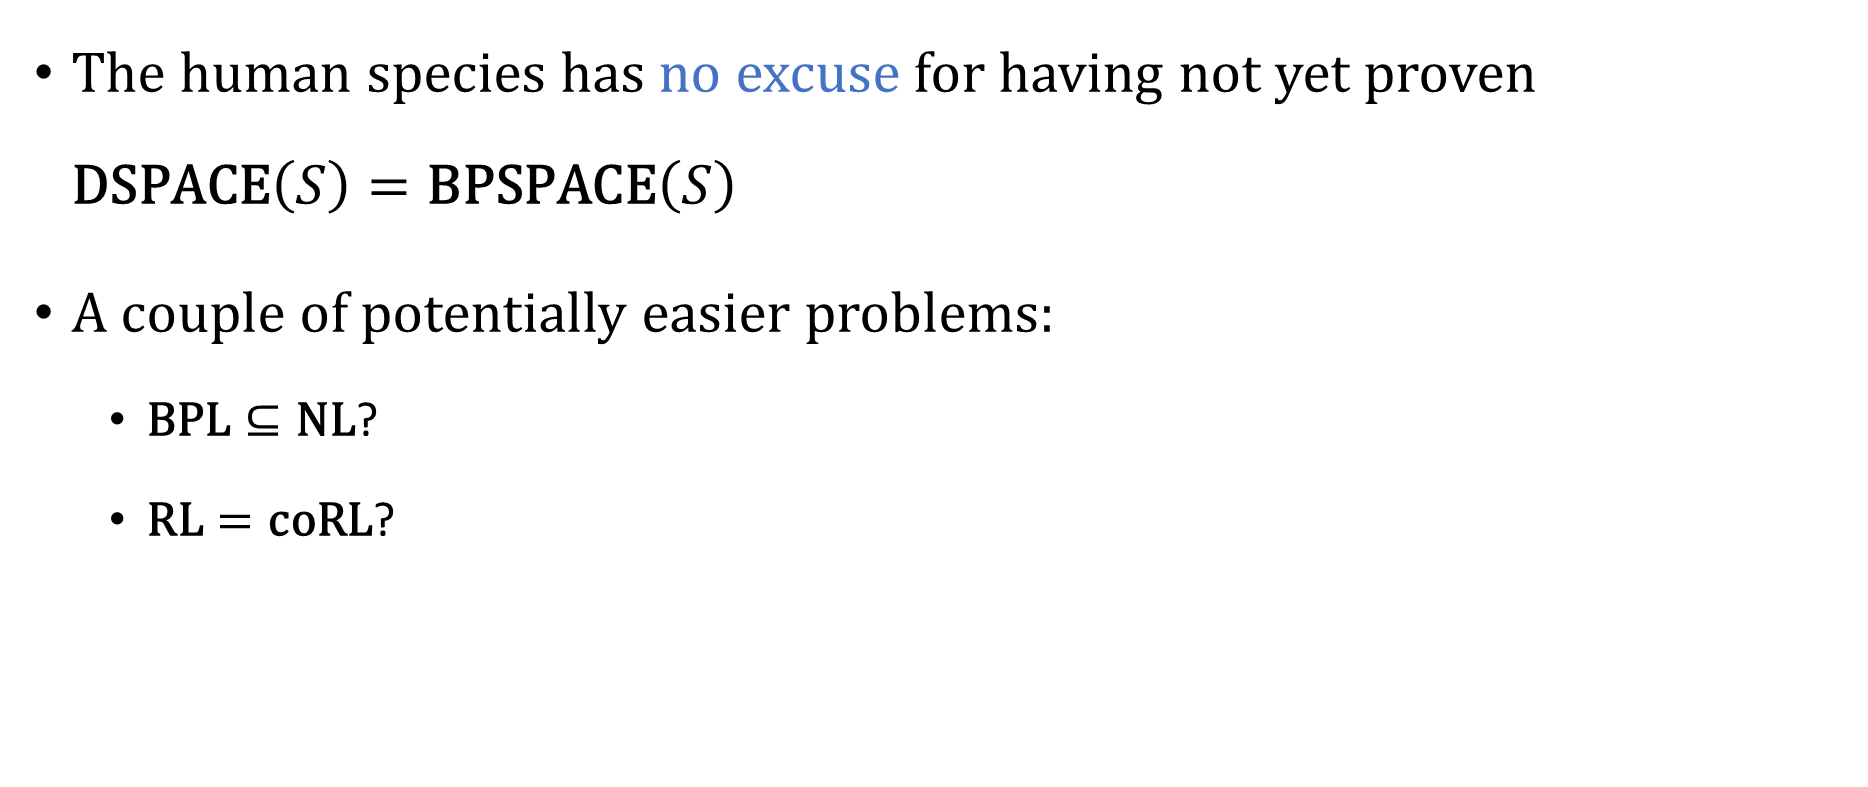 • The human species has no excuse for having not yet proven
DSPACE(S) = BPSPACE(S)
• A couple of potentially easier problems:
• BPL ⊆ NL?
• RL = coRL?